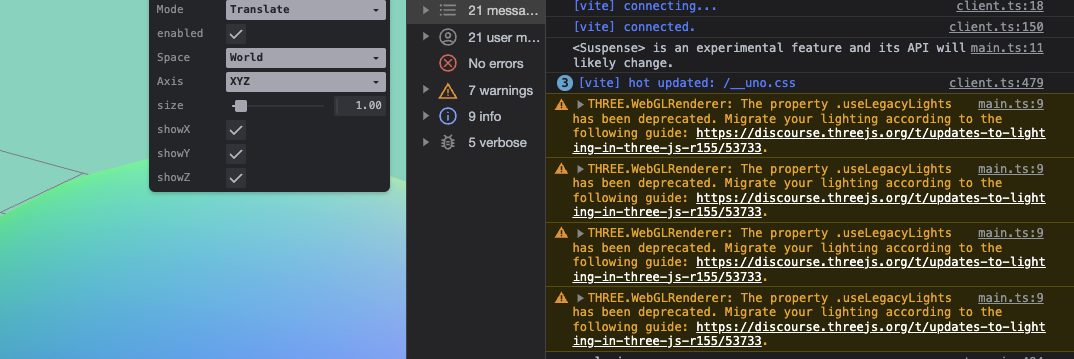 Mode Translate
enabled
Space World
Axis XYZ
size 1.00
showX
showY
showZ
21 messa...
21 user m...
No errors
7 warnings
9 info
5 verbose
[vite] connecting... client.ts:18
[vite] connected. client.ts:150
<Suspense> is an experimental feature and its API will main.ts:11
likely change.
3 [vite] hot updated: /__uno.css client.ts:479
THREE.WebGLRenderer: The property .useLegacyLights main.ts:9
has been deprecated. Migrate your lighting according to the
following guide: https://discourse.threejs.org/t/updates-to-light
ing-in-three-js-r155/53733.
THREE.WebGLRenderer: The property .useLegacyLights main.ts:9
has been deprecated. Migrate your lighting according to the
following guide: https://discourse.threejs.org/t/updates-to-light
ing-in-three-js-r155/53733.
THREE.WebGLRenderer: The property .useLegacyLights main.ts:9
has been deprecated. Migrate your lighting according to the
following guide: https://discourse.threejs.org/t/updates-to-light
ing-in-three-js-r155/53733.
THREE.WebGLRenderer: The property .useLegacyLights main.ts:9
has been deprecated. Migrate your lighting according to the
following guide: https://discourse.threejs.org/t/updates-to-light
ing-in-three-js-r155/53733.